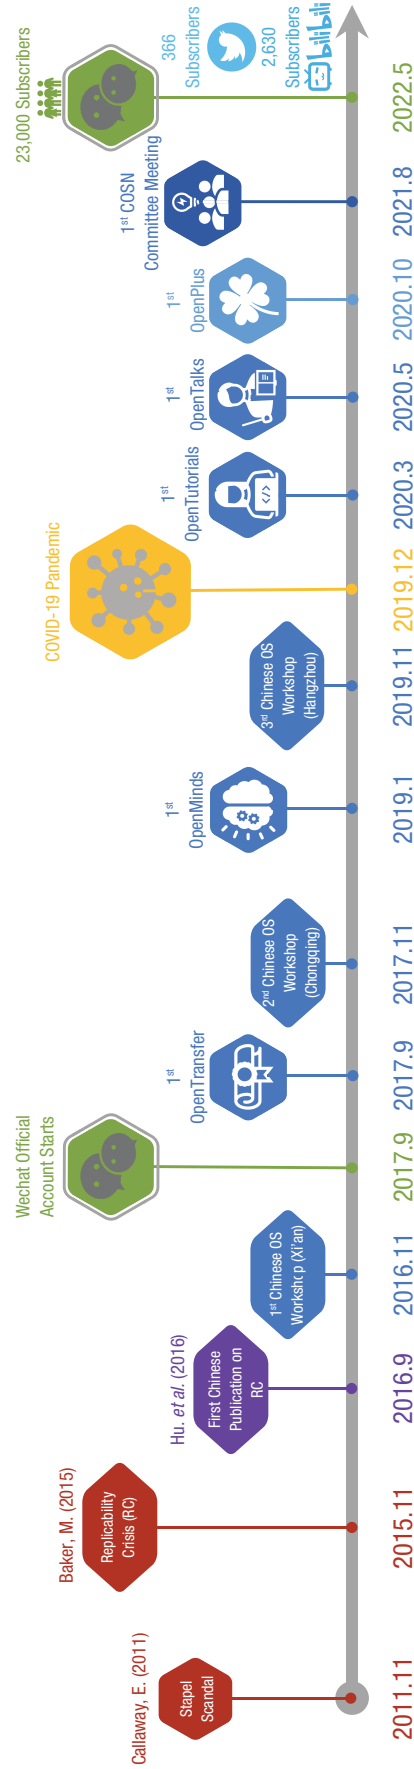 Callaway, E. (2011)
Stapel
Scandal
2011.11
Baker, M. (2015)
Replicability
Crisis (RC)
2015.11
Hu. et al. (2016)
First Chinese
Publication on
RC
2016.9
1st Chinese OS
Workshop (Xi'an)
2016.11
Wechat Official
Account Starts
2017.9
1st
OpenTransfer
2017.9
2nd Chinese OS
Workshop
(Chongqing)
2017.11
1st
OpenMinds
2019.1
3rd Chinese OS
Workshop
(Hangzhou)
2019.11
COVID-19 Pandemic
2019.12
1st
OpenTutorials
2020.3
1st
OpenTalks
2020.5
1st
OpenPlus
2020.10
1st COSN
Committee Meeting
2021.8
23,000 Subscribers
366
Subscribers
2,630
Subscribers
bilibili
2022.5